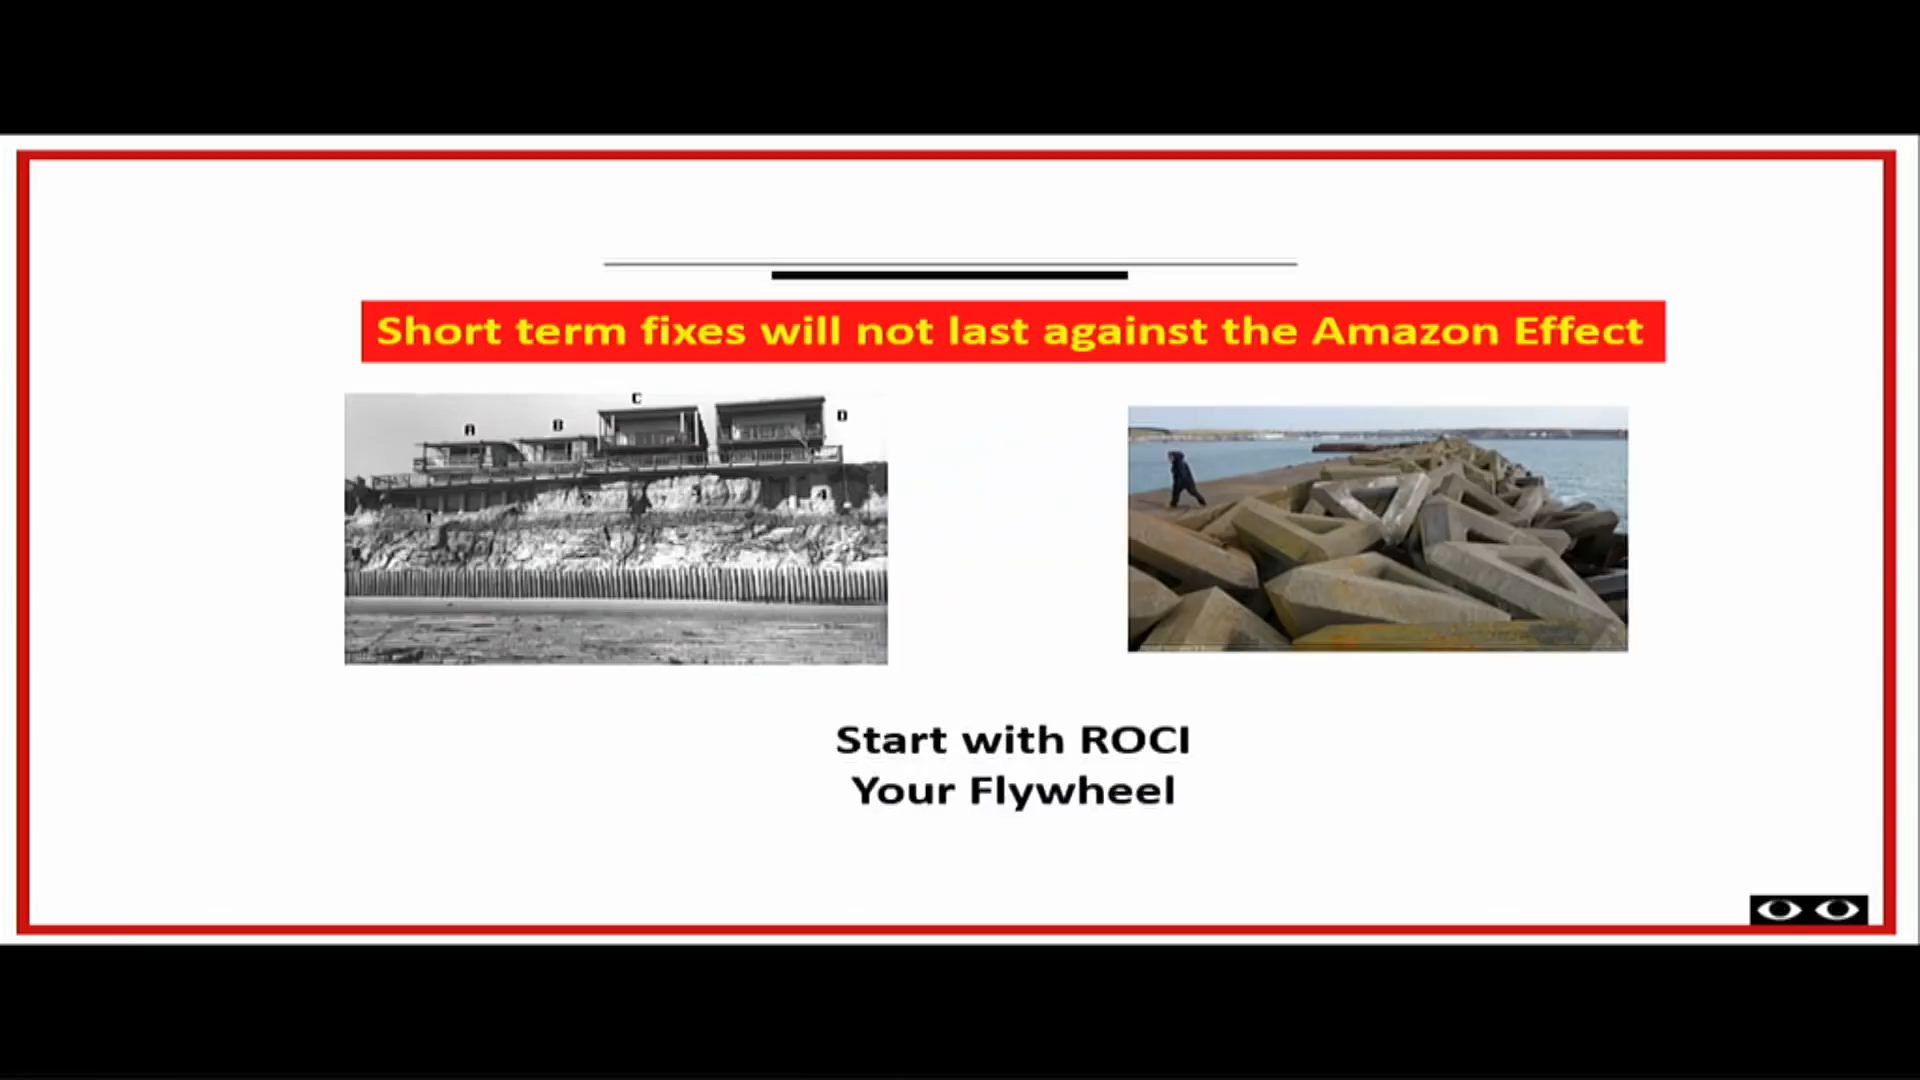 Short term fixes will not last against the Amazon Effect
C
D
B
A
Start with ROCI
Your Flywheel